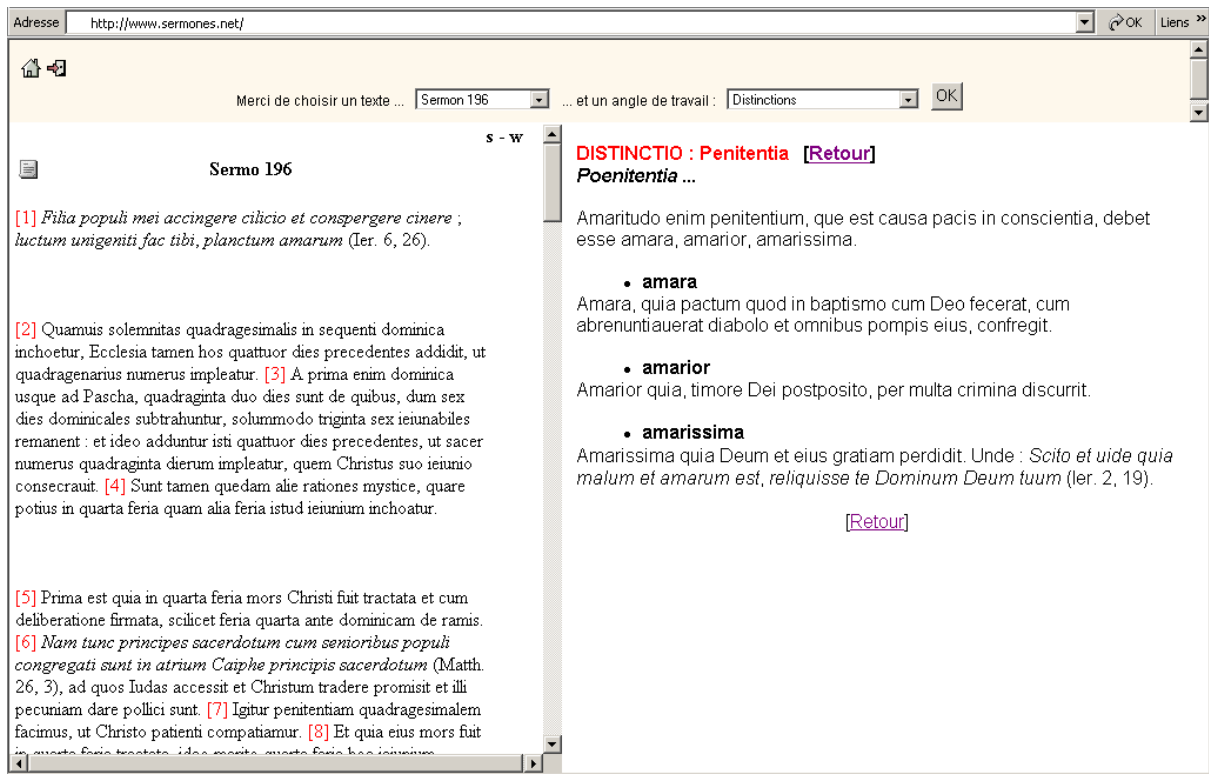 Adresse http://www.sermones.net/ OK Liens »
Merci de choisir un texte ... Sermon 196 ... et un angle de travail : Distinctions OK
s - w
Sermo 196
[1] Filia populi mei accingere cilicio et conspergere cinere ;
luctum unigeniti fac tibi, planctum amarum (Ier. 6, 26).
[2] Quamuis solemnitas quadragesimalis in sequenti dominica
inchoetur, Ecclesia tamen hos quattuor dies precedentes addidit, ut
quadragenarius numerus impleatur. [3] A prima enim dominica
usque ad Pascha, quadraginta duo dies sunt de quibus, dum sex
dies dominicales subtrahuntur, solummodo triginta sex ieiunabiles
remanent : et ideo adduntur isti quattuor dies precedentes, ut sacer
numerus quadraginta dierum impleatur, quem Christus suo ieiunio
consecrauit. [4] Sunt tamen quedam alie rationes mystice, quare
potius in quarta feria quam alia feria istud ieiunium inchoatur.
[5] Prima est quia in quarta feria mors Christi fuit tractata et cum
deliberatione firmata, scilicet feria quarta ante dominicam de ramis.
[6] Nam tunc principes sacerdotum cum senioribus populi
congregati sunt in atrium Caiphe principis sacerdotum (Matth.
26, 3), ad quos Iudas accessit et Christum tradere promisit et illi
pecuniam dare pollici sunt. [7] Igitur penitentiam quadragesimalem
facimus, ut Christo patienti compatiamur. [8] Et quia eius mors fuit
DISTINCTIO : Penitentia [Retour]
Poenitentia ...
Amaritudo enim penitentium, que est causa pacis in conscientia, debet
esse amara, amarior, amarissima.
• amara
Amara, quia pactum quod in baptismo cum Deo fecerat, cum
abrenuntiauerat diabolo et omnibus pompis eius, confregit.
• amarior
Amarior quia, timore Dei postposito, per multa crimina discurrit.
• amarissima
Amarissima quia Deum et eius gratiam perdidit. Unde : Scito et uide quia
malum et amarum est, reliquisse te Dominum Deum tuum (Ier. 2, 19).
[Retour]